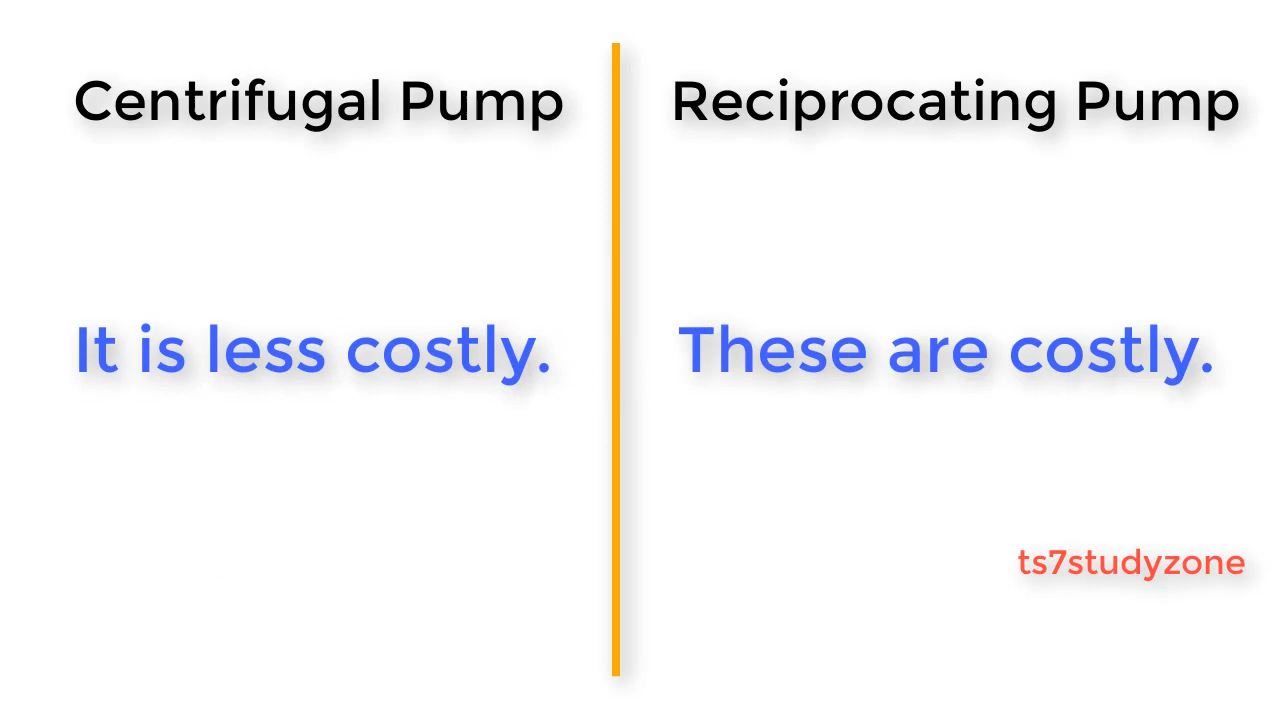 Centrifugal Pump
Reciprocating Pump
It is less costly.
These are costly.
ts7studyzone